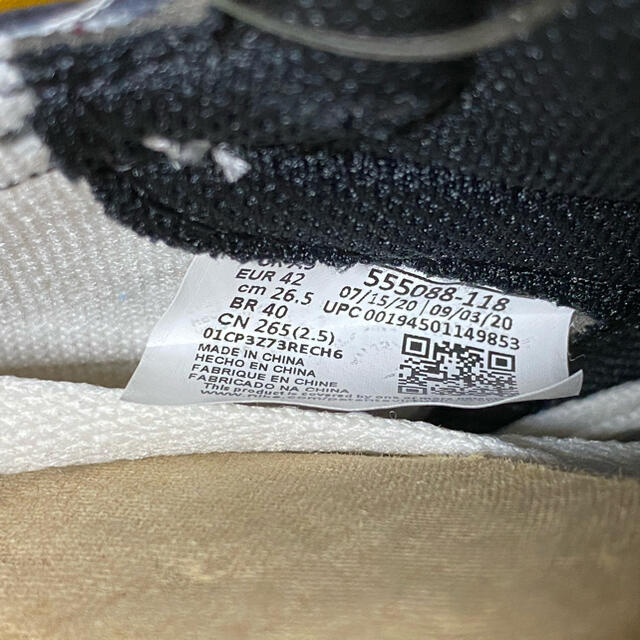 EUR 42
cm 26.5
BR 40
CN 265(2.5)
01CP3Z73RECH6
MADE IN CHINA
HECHO EN CHINA
FABRIQUE EN CHINE
FABRICADO NA CHINA
555088-118
07/15/20 | 09/03/20
UPC 00194501149853